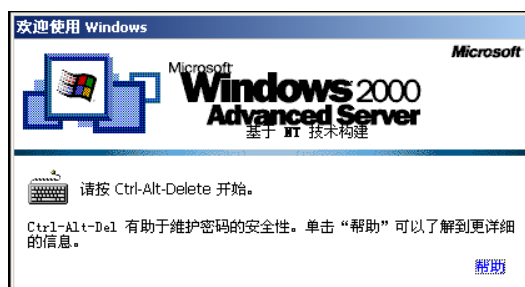 欢迎使用 Windows
Microsoft
Microsoft
Windows 2000
Advanced Server
基于 NT 技术构建
请按 Ctrl-Alt-Delete 开始。
Ctrl-Alt-Del 有助于维护密码的安全性。单击“帮助”可以了解到更详细
的信息。
帮助